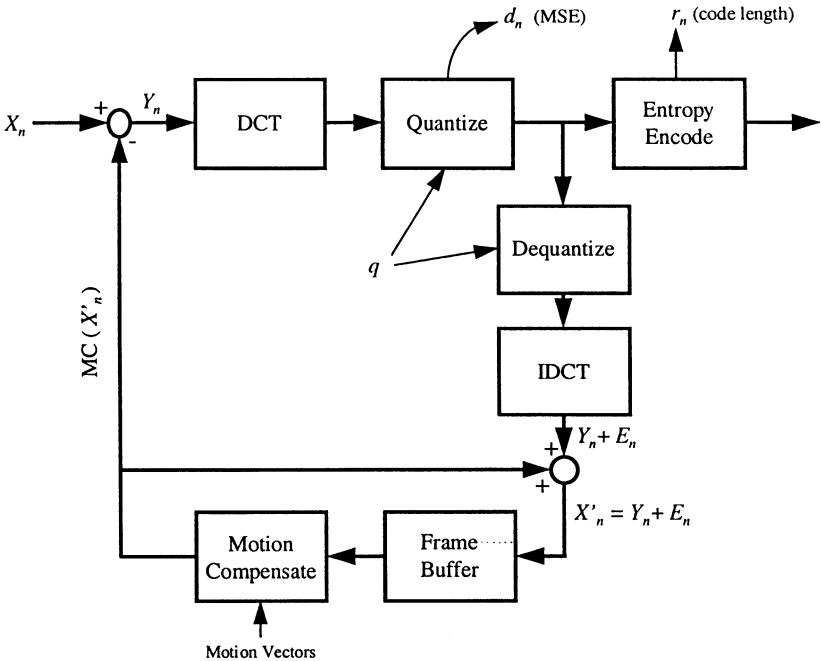 d_n (MSE)
r_n (code length)
X_n
+
-
Y_n
DCT
Quantize
Entropy
Encode
q
Dequantize
MC (X'_n)
IDCT
Y_n + E_n
+
+
X'_n = Y_n + E_n
Motion
Compensate
Frame
Buffer
Motion Vectors